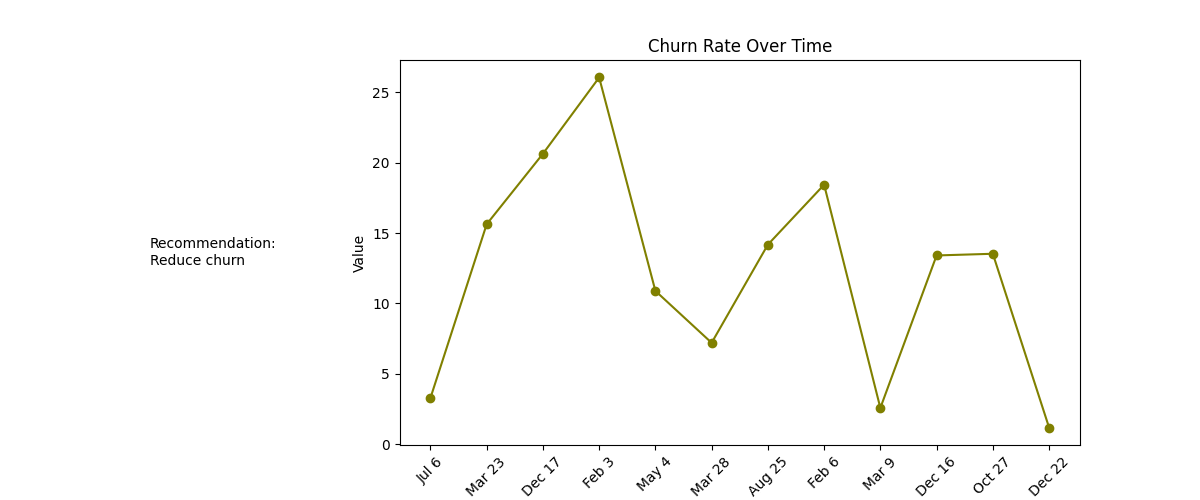 Churn Rate Over Time
Recommendation:
Reduce churn
Value
25
20
15
10
5
0
Jul 6
Mar 23
Dec 17
Feb 3
May 4
Mar 28
Aug 25
Feb 6
Mar 9
Dec 16
Oct 27
Dec 22